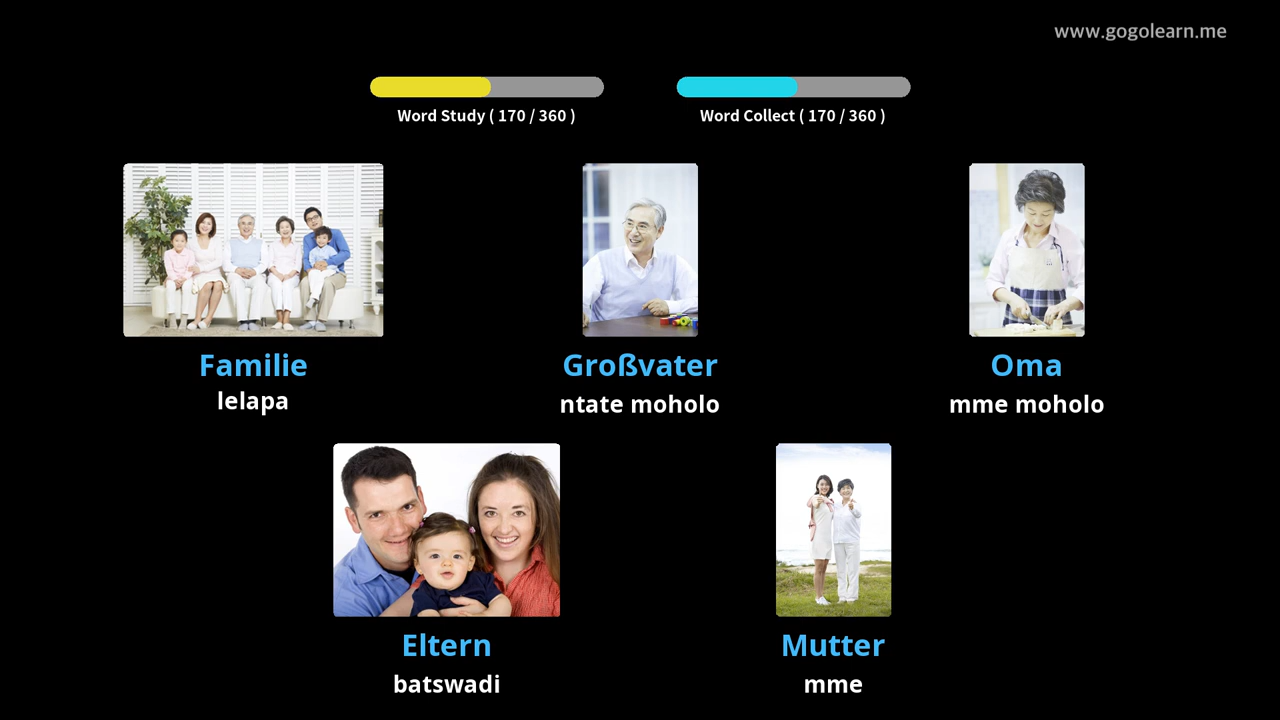 www.gogolearn.me
Word Study ( 170 / 360 )
Word Collect ( 170 / 360 )
Familie
lelapa
Großvater
ntate moholo
Oma
mme moholo
Eltern
batswadi
Mutter
mme